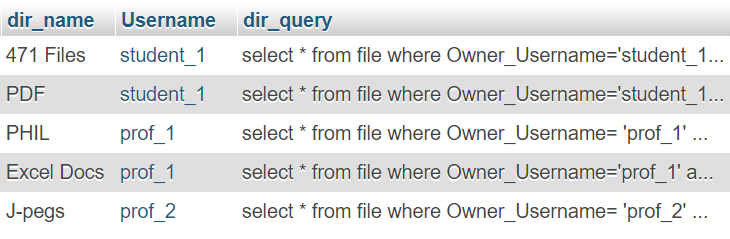 dir_name Username dir_query
471 Files student_1 select * from file where Owner_Username='student_1...
PDF student_1 select * from file where Owner_Username='student_1...
PHIL prof_1 select * from file where Owner_Username= 'prof_1' ...
Excel Docs prof_1 select * from file where Owner_Username='prof_1' a...
J-pegs prof_2 select * from file where Owner_Username= 'prof_2' ...